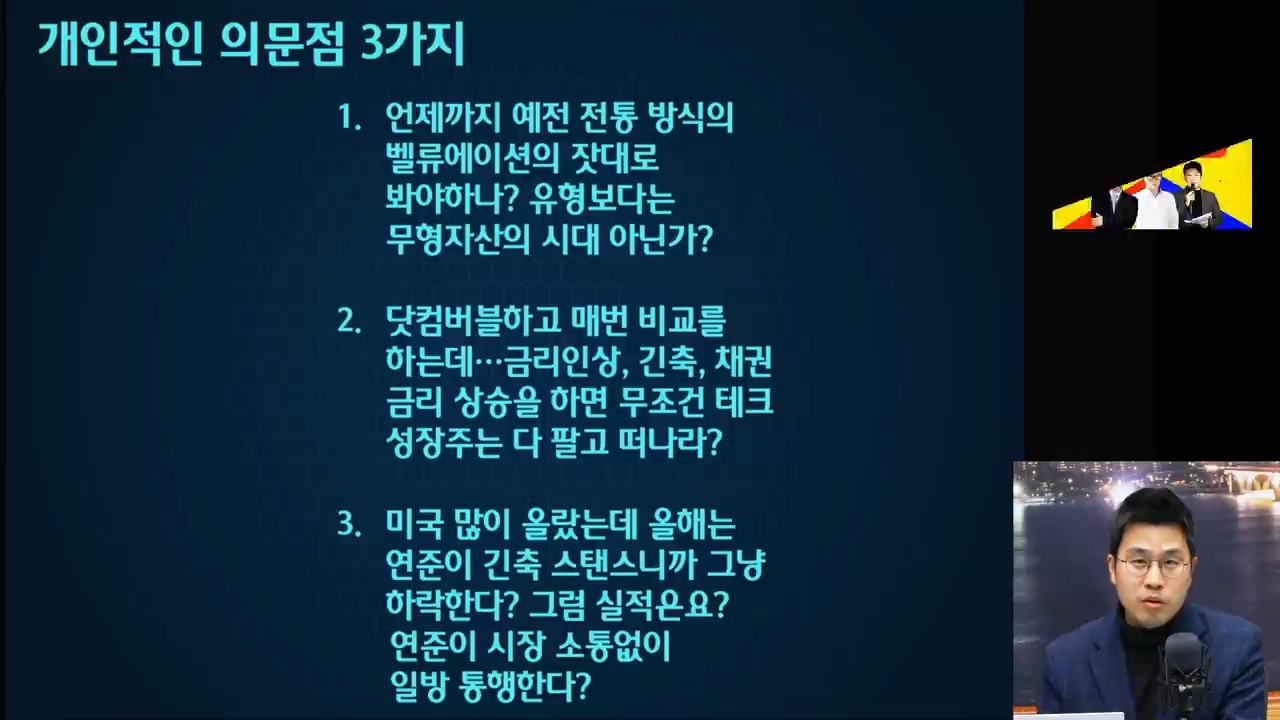 개인적인 의문점 3가지
1. 언제까지 예전 전통 방식의
벨류에이션의 잣대로
봐야하나? 유형보다는
무형자산의 시대 아닌가?
2. 닷컴버블하고 매번 비교를
하는데…금리인상, 긴축, 채권
금리 상승을 하면 무조건 테크
성장주는 다 팔고 떠나라?
3. 미국 많이 올랐는데 올해는
연준이 긴축 스탠스니까 그냥
하락한다? 그럼 실적은요?
연준이 시장 소통없이
일방 통행한다?